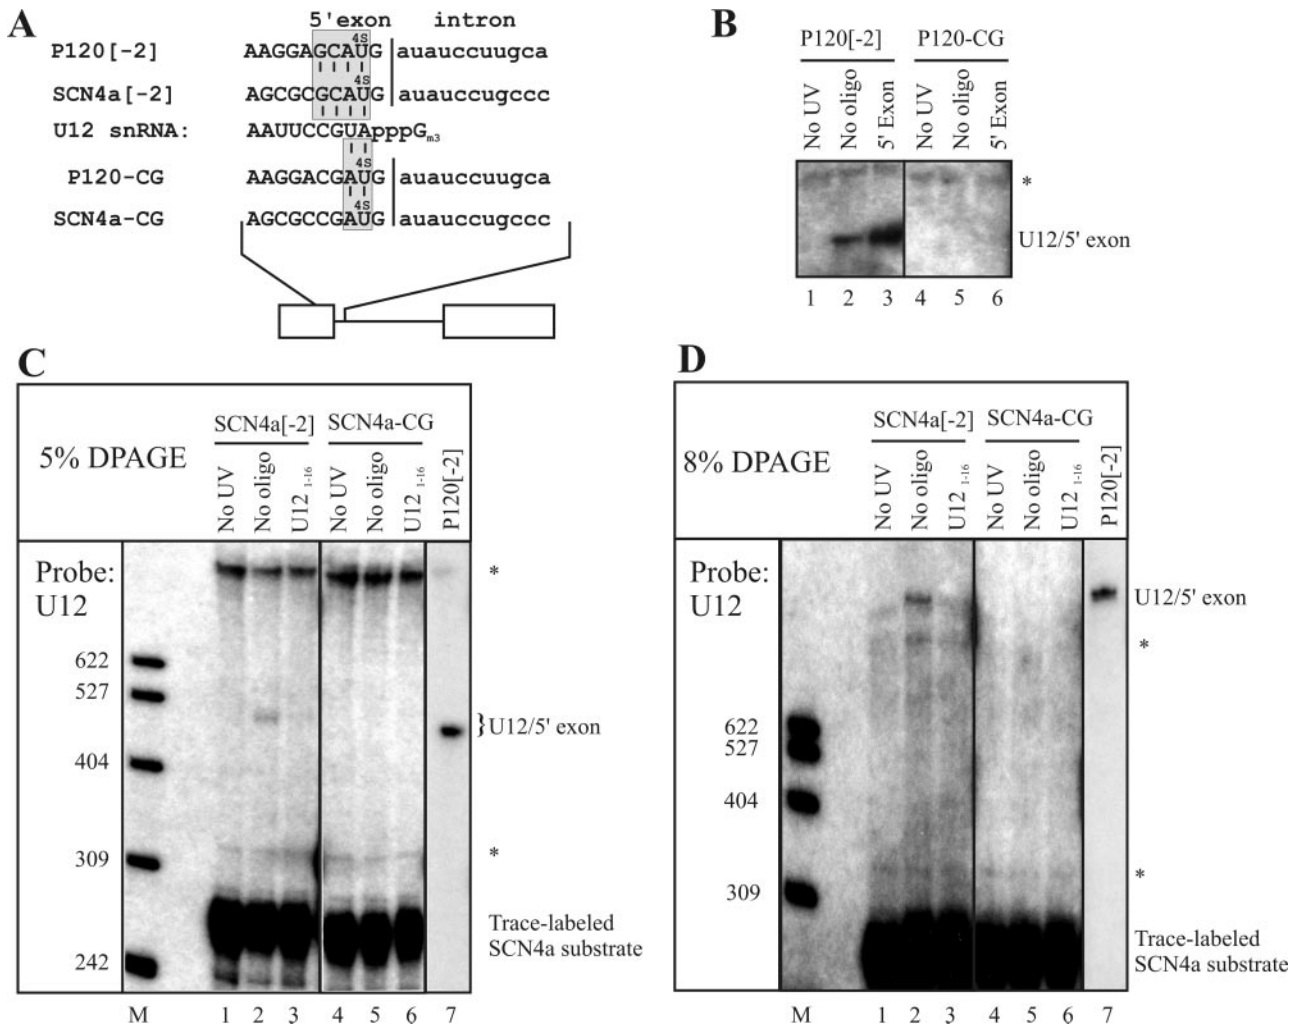 A
5'exon intron
4S
P120[-2] AAGGAGCAUG auauccuugca
4S
SCN4a[-2] AGCGCGCAUG auauccugccc
U12 snRNA: AAUUCCGUApppGm3
4S
P120-CG AAGGACGAUG auauccuugca
4S
SCN4a-CG AGCGCCGAUG auauccugccc
B
P120[-2] P120-CG
No UV No oligo 5' Exon No UV No oligo 5' Exon
*
U12/5' exon
1 2 3 4 5 6
C
5% DPAGE
SCN4a[-2] SCN4a-CG
No UV No oligo U12 1-16 No UV No oligo U12 1-16 P120[-2]
Probe:
U12
*
622
527
}U12/5' exon
404
309
*
Trace-labeled
SCN4a substrate
242
M 1 2 3 4 5 6 7
D
8% DPAGE
SCN4a[-2] SCN4a-CG
No UV No oligo U12 1-16 No UV No oligo U12 1-16 P120[-2]
Probe:
U12
U12/5' exon
*
622
527
404
*
309
Trace-labeled
SCN4a substrate
M 1 2 3 4 5 6 7